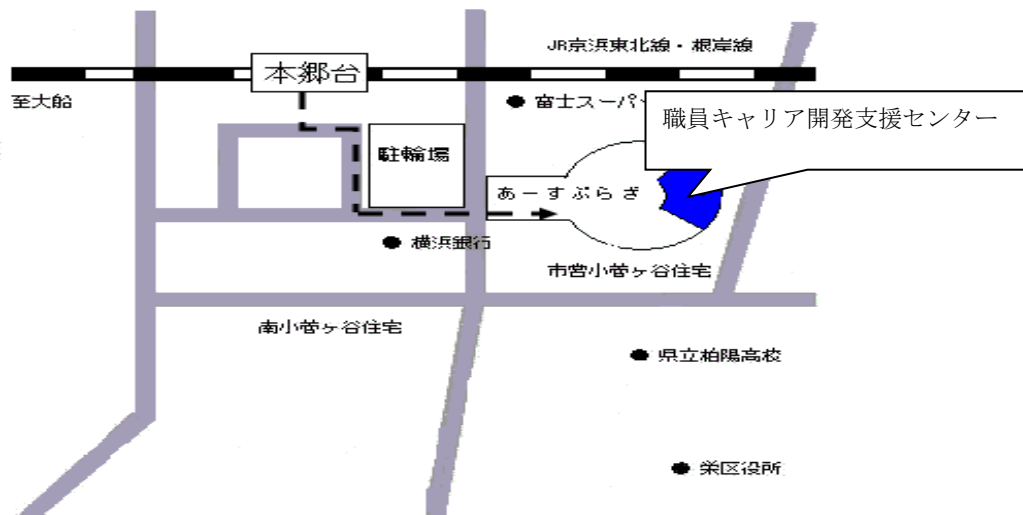 JR京浜東北線・根岸線
本郷台
至大船
富士スーパ
職員キャリア開発支援センター
駐輪場
あーすぷらざ
横浜銀行
市営小菅ヶ谷住宅
南小菅ヶ谷住宅
県立柏陽高校
栄区役所